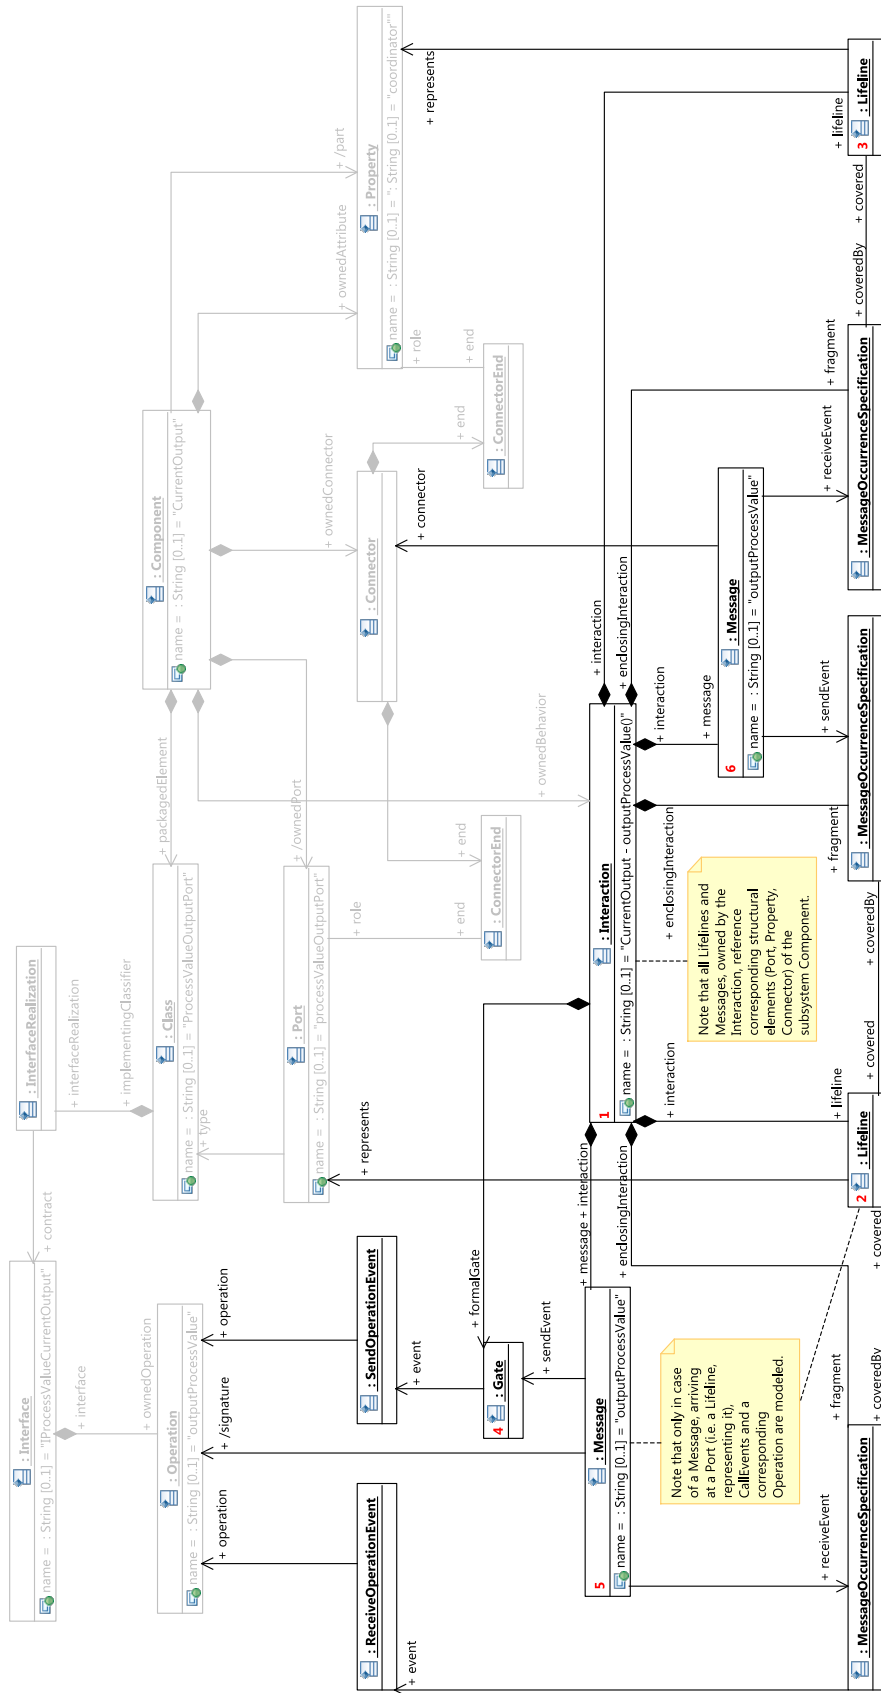 : Interface
name = : String [0..1] = "IProcessValueCurrentOutput"
+ contract
: InterfaceRealization
+ interfaceRealization
+ implementingClassifier
+ interface
+ ownedOperation
: Operation
name = : String [0..1] = "outputProcessValue"
: Class
name = : String [0..1] = "ProcessValueOutputPort"
+ type
+ packagedElement
: Component
name = : String [0..1] = "CurrentOutput"
+ /part
+ ownedAttribute
+ ownedConnector
+ /ownedPort
+ ownedBehavior
: Port
name = : String [0..1] = "processValueOutputPort"
: Connector
: Property
name = : String [0..1] = ": String [0..1] = "coordinator""
+ role
+ end
+ end
: ConnectorEnd
+ role
+ end
+ end
: ConnectorEnd
+ operation
+ /signature
+ operation
: ReceiveOperationEvent
: SendOperationEvent
+ event
+ event
+ formalGate
4
: Gate
+ sendEvent
+ represents
+ connector
+ represents
+ message
+ interaction
+ enclosingInteraction
5
: Message
name = : String [0..1] = "outputProcessValue"
1
: Interaction
name = : String [0..1] = "CurrentOutput - outputProcessValue()"
+ interaction
+ enclosingInteraction
+ interaction
+ message
+ enclosingInteraction
+ interaction
6
: Message
name = : String [0..1] = "outputProcessValue"
Note that only in case
of a Message, arriving
at a Port (i.e. a Lifeline,
representing it),
CallEvents and a
corresponding
Operation are modeled.
Note that all Lifelines and
Messages, owned by the
Interaction, reference
corresponding structural
elements (Port, Property,
Connector) of the
subsystem Component.
+ receiveEvent
+ fragment
+ lifeline
+ fragment
+ sendEvent
+ receiveEvent
+ fragment
+ lifeline
: MessageOccurrenceSpecification
+ coveredBy
+ covered
2
: Lifeline
+ covered
+ coveredBy
: MessageOccurrenceSpecification
: MessageOccurrenceSpecification
+ coveredBy
+ covered
3
: Lifeline